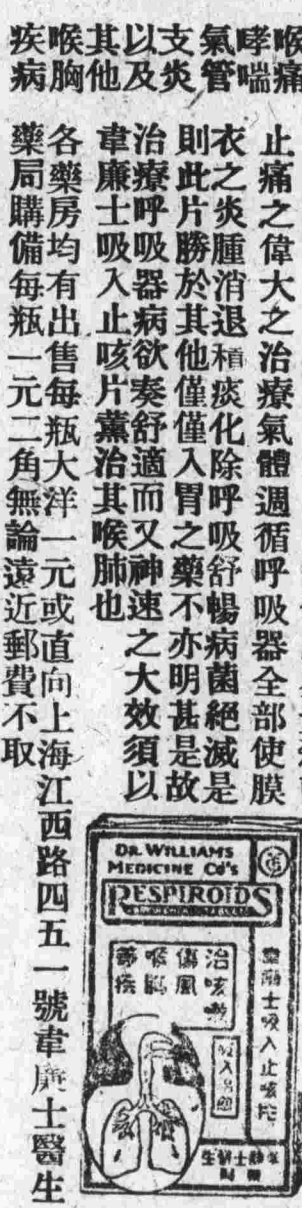 喉痛
哮喘
氣管
支炎
以及
其他
喉胸
疾病
止痛之偉大之治療氣體週循呼吸器全部使膜
衣之炎腫消退積痰化除呼吸舒暢病菌絕滅是
則此片勝於其他僅僅入胃之藥不亦明甚是故
治療呼吸器病欲奏舒適而又神速之大效須以
韋廉士吸入止咳片薰治其喉肺也
各藥房均有出售每瓶大洋一元或直向上海江西路四五一號韋廉士醫生
藥局購備每瓶一元二角無論遠近郵費不取
DR. WILLIAMS
MEDICINE Co's
RESPIROIDS
韋廉士吸入止咳片
治咳嗽
傷風
喉鵝